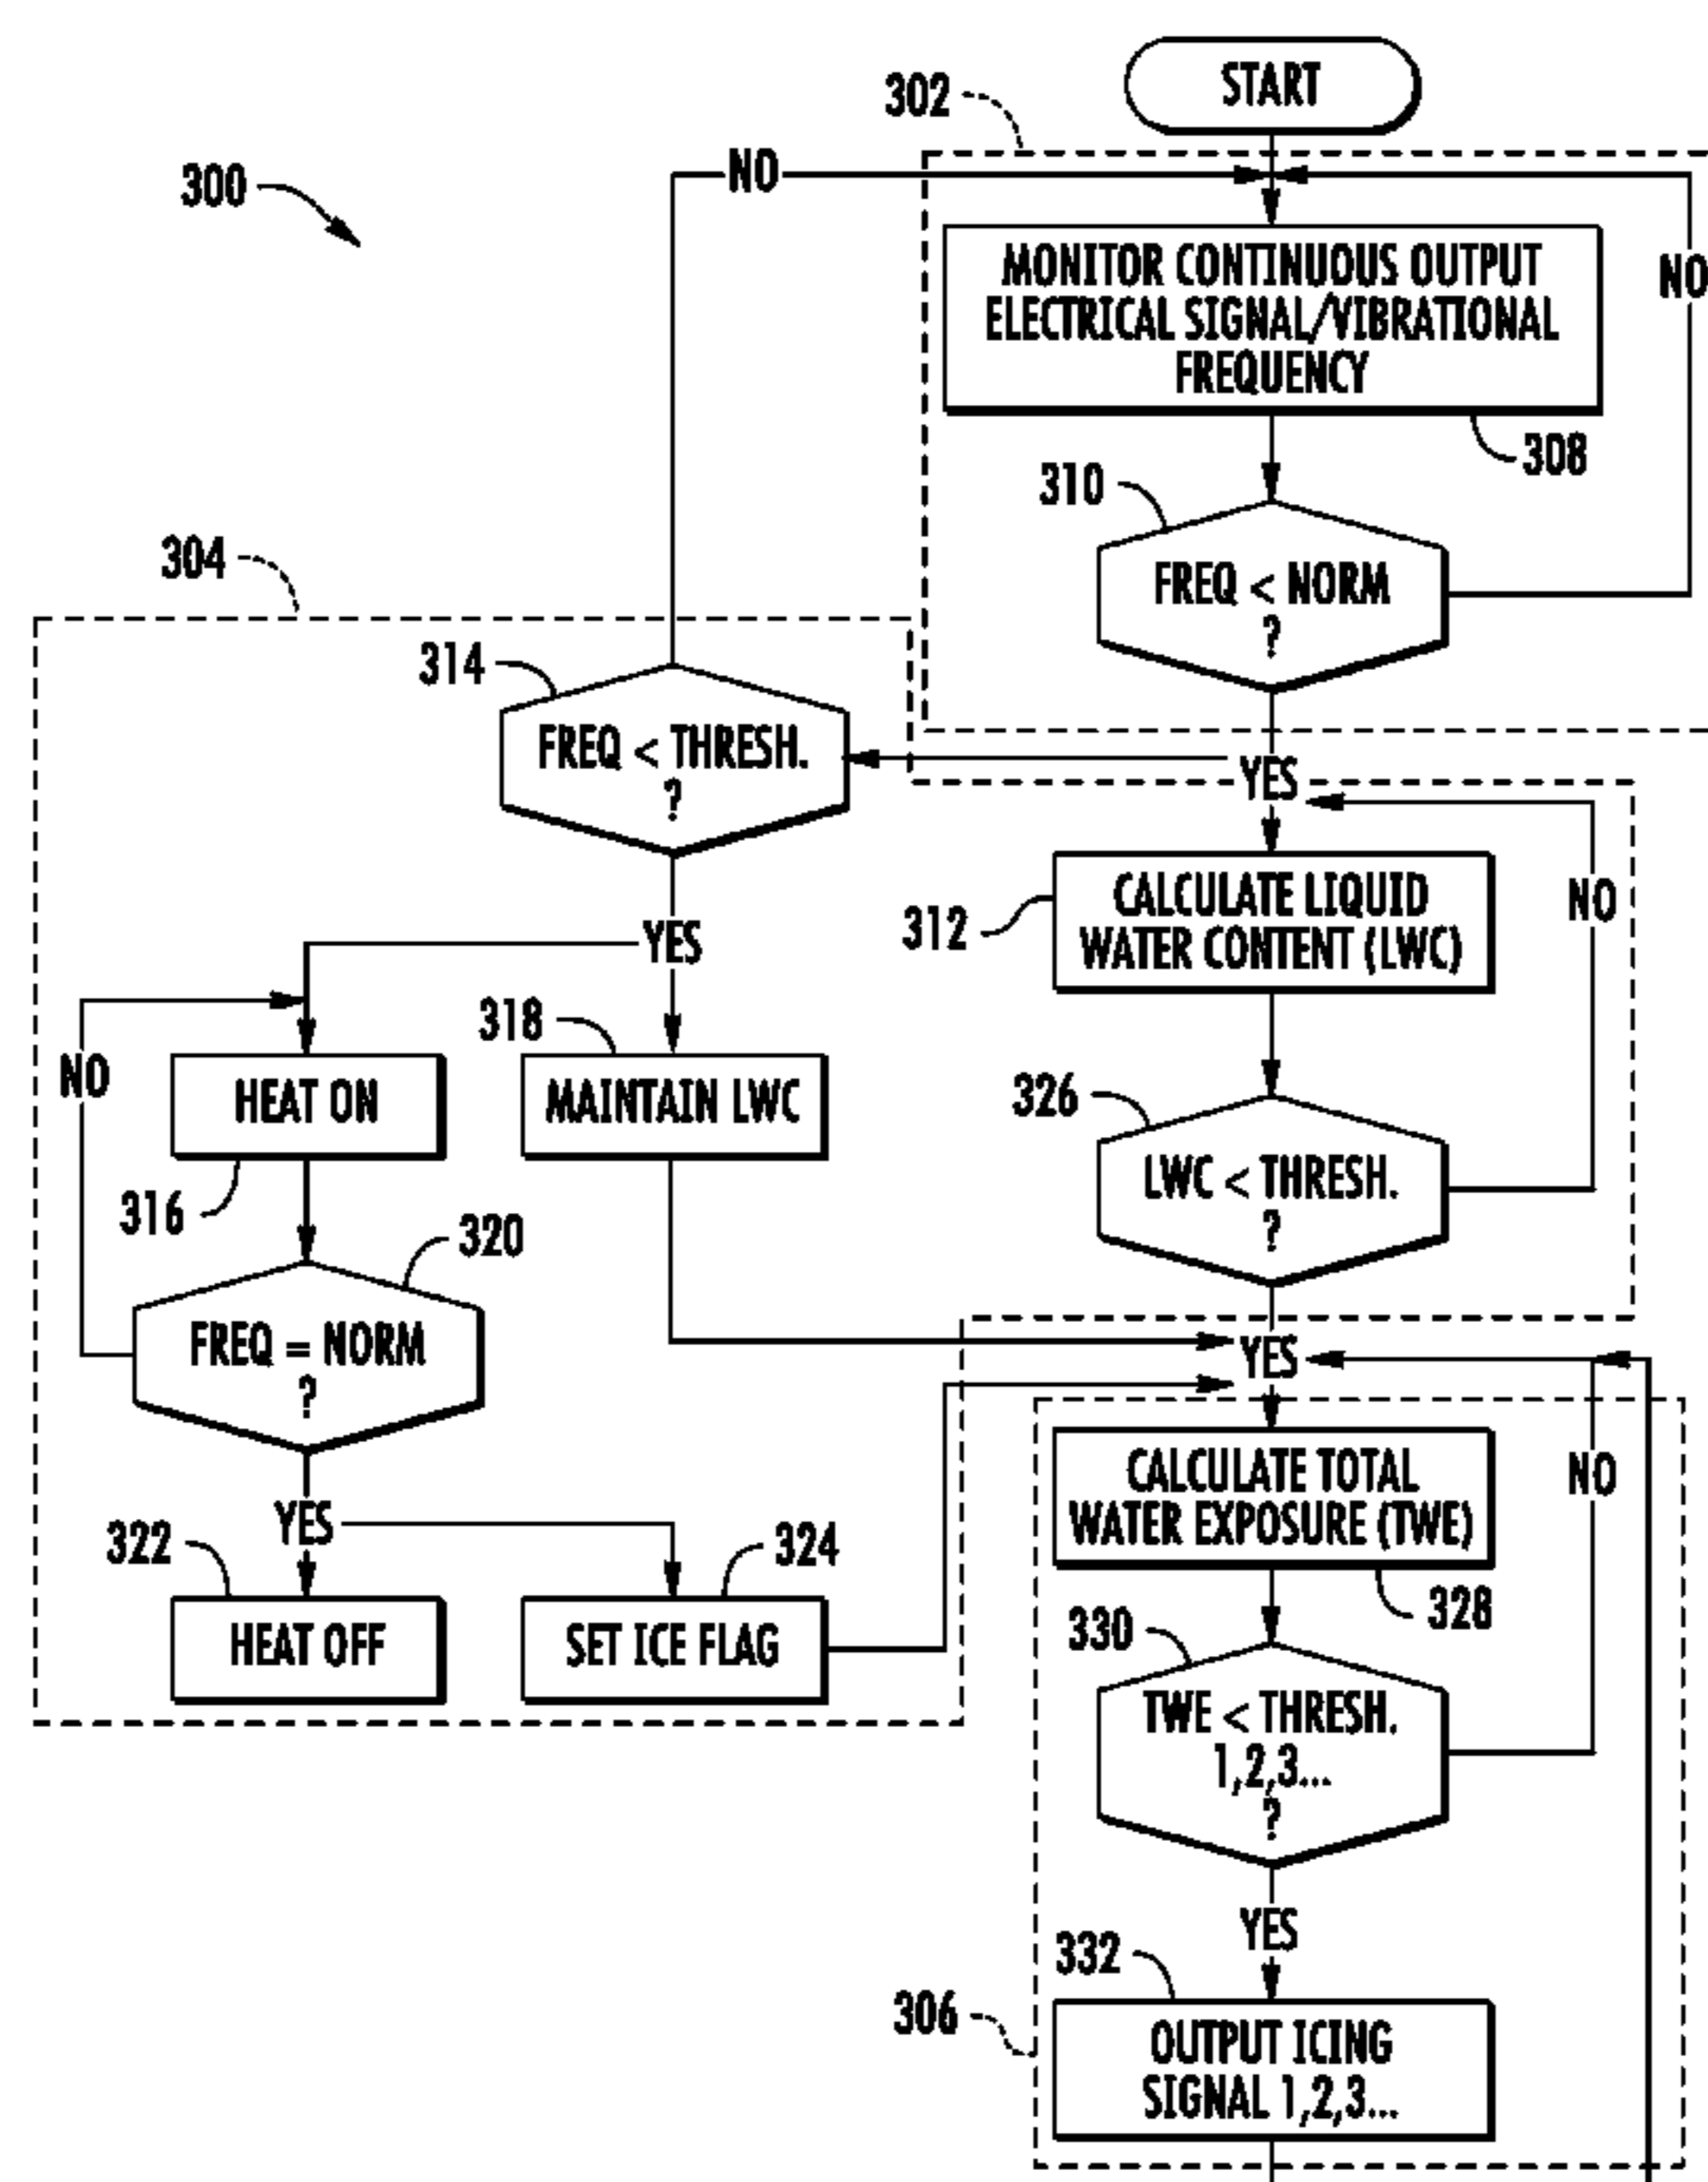 START
302
300
NO
MONITOR CONTINUOUS OUTPUT
ELECTRICAL SIGNAL/VIBRATIONAL
FREQUENCY
NO
308
310
FREQ < NORM
?
304
314
FREQ < THRESH.
?
YES
312
CALCULATE LIQUID
WATER CONTENT (LWC)
NO
YES
318
NO
HEAT ON
MAINTAIN LWC
326
LWC < THRESH.
?
316
320
FREQ = NORM
?
YES
CALCULATE TOTAL
WATER EXPOSURE (TWE)
NO
YES
322
324
328
HEAT OFF
SET ICE FLAG
330
TWE < THRESH.
1,2,3...
?
YES
332
306
OUTPUT ICING
SIGNAL 1,2,3...